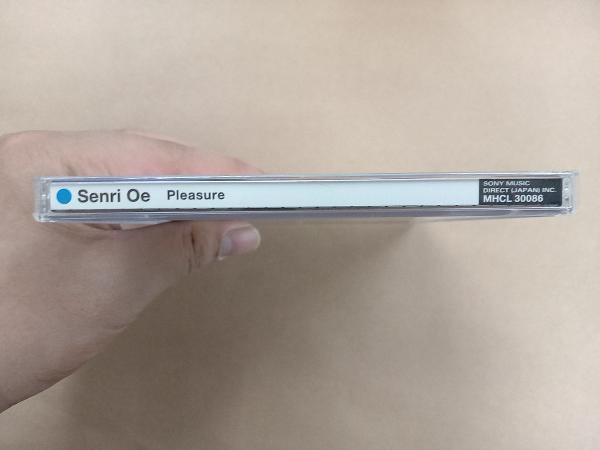 Senri Oe Pleasure
SONY MUSIC
DIRECT (JAPAN) INC.
MHCL 30086